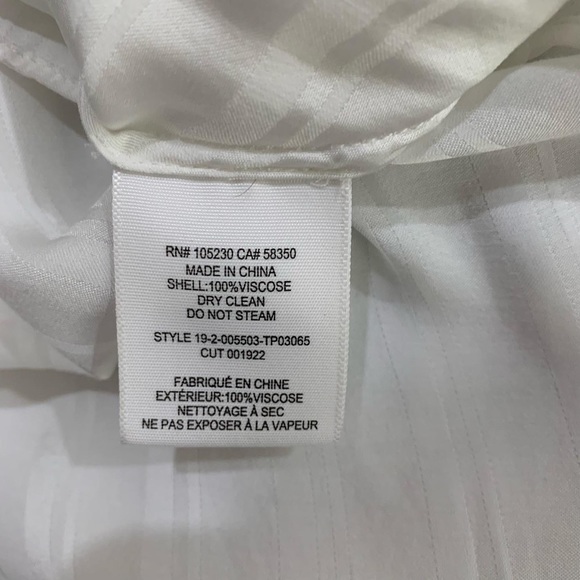 RN# 105230 CA# 58350
MADE IN CHINA
SHELL:100%VISCOSE
DRY CLEAN
DO NOT STEAM
STYLE 19-2-005503-TP03065
CUT 001922
FABRIQUÉ EN CHINE
EXTÉRIEUR:100%VISCOSE
NETTOYAGE À SEC
NE PAS EXPOSER À LA VAPEUR